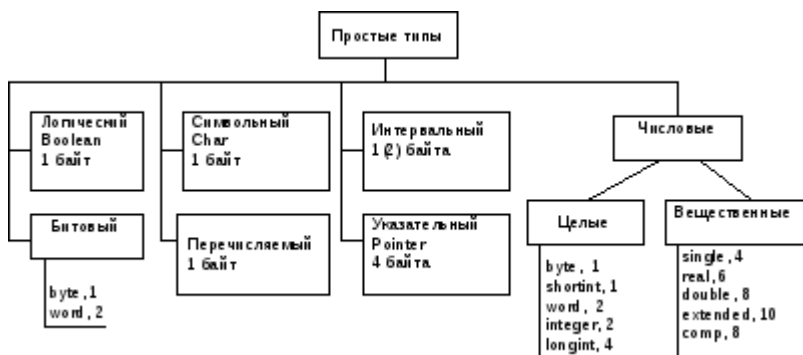 Простые типы
Логический
Boolean
1 байт
Символьный
Char
1 байт
Интервальный
1 (2) байта
Числовые
Битовый
byte, 1
word, 2
Перечисляемый
1 байт
Указательный
Pointer
4 байта
Целые
byte, 1
shortint, 1
word, 2
integer, 2
longint, 4
Вещественные
single, 4
real, 6
double, 8
extended, 10
comp, 8